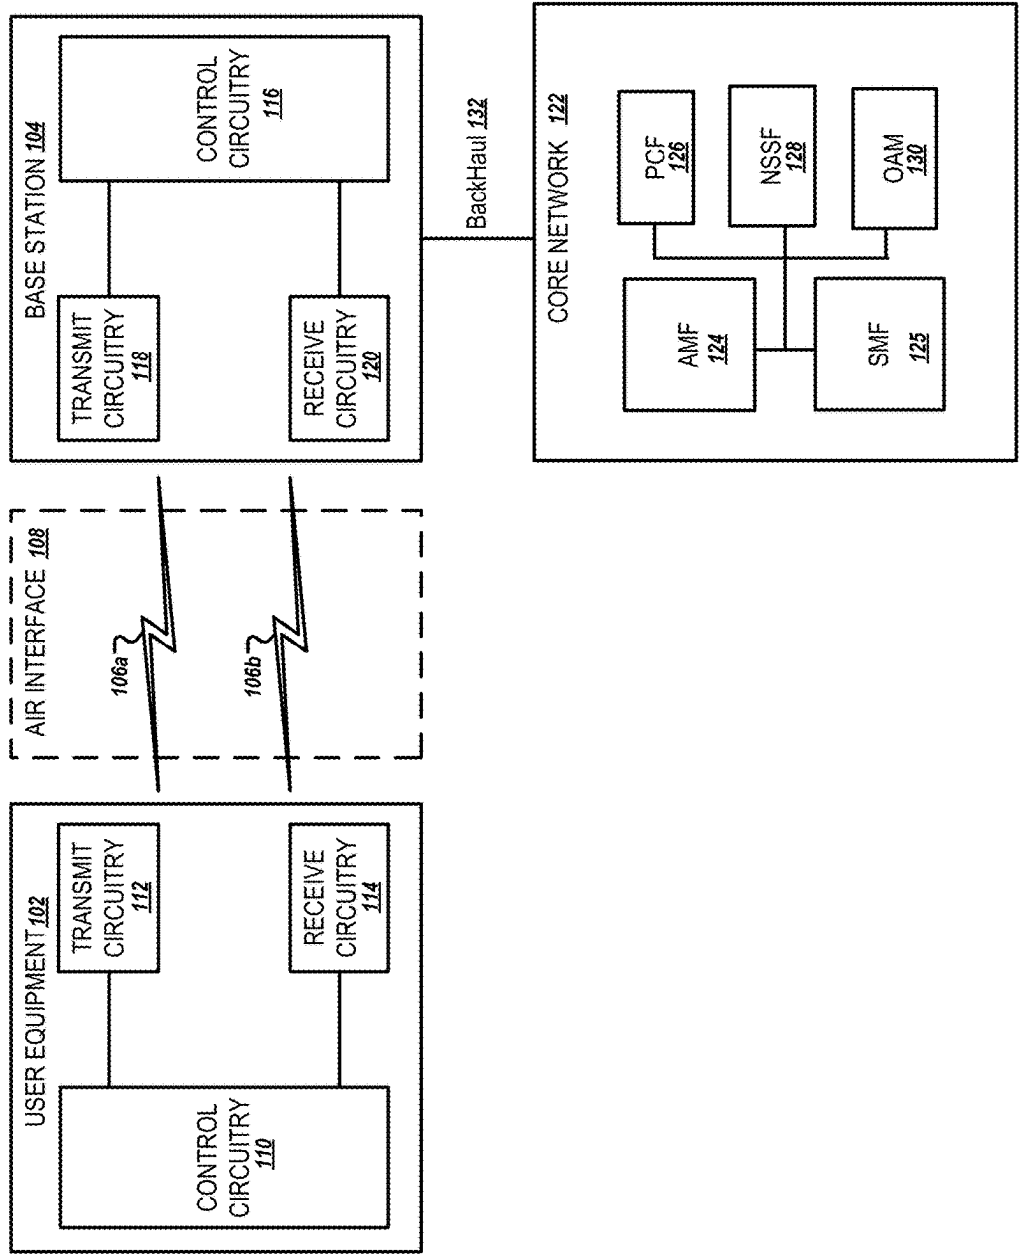 USER EQUIPMENT 102
CONTROL
CIRCUITRY
110
TRANSMIT
CIRCUITRY
112
RECEIVE
CIRCUITRY
114
AIR INTERFACE 108
106a
106b
BASE STATION 104
TRANSMIT
CIRCUITRY
118
RECEIVE
CIRCUITRY
120
CONTROL
CIRCUITRY
116
BackHaul 132
CORE NETWORK 122
AMF
124
SMF
125
PCF
126
NSSF
128
OAM
130